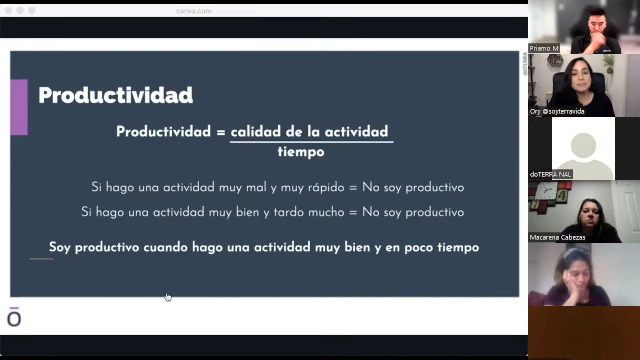 canva.com
Productividad
Productividad = calidad de la actividad
tiempo
Si hago una actividad muy mal y muy rápido = No soy productivo
Si hago una actividad muy bien y tardo mucho = No soy productivo
Soy productivo cuando hago una actividad muy bien y en poco tiempo
Ō
doTERRA
Priamo M
Ory @soyterravida
doTERRA NAL
Macarena Cabezas